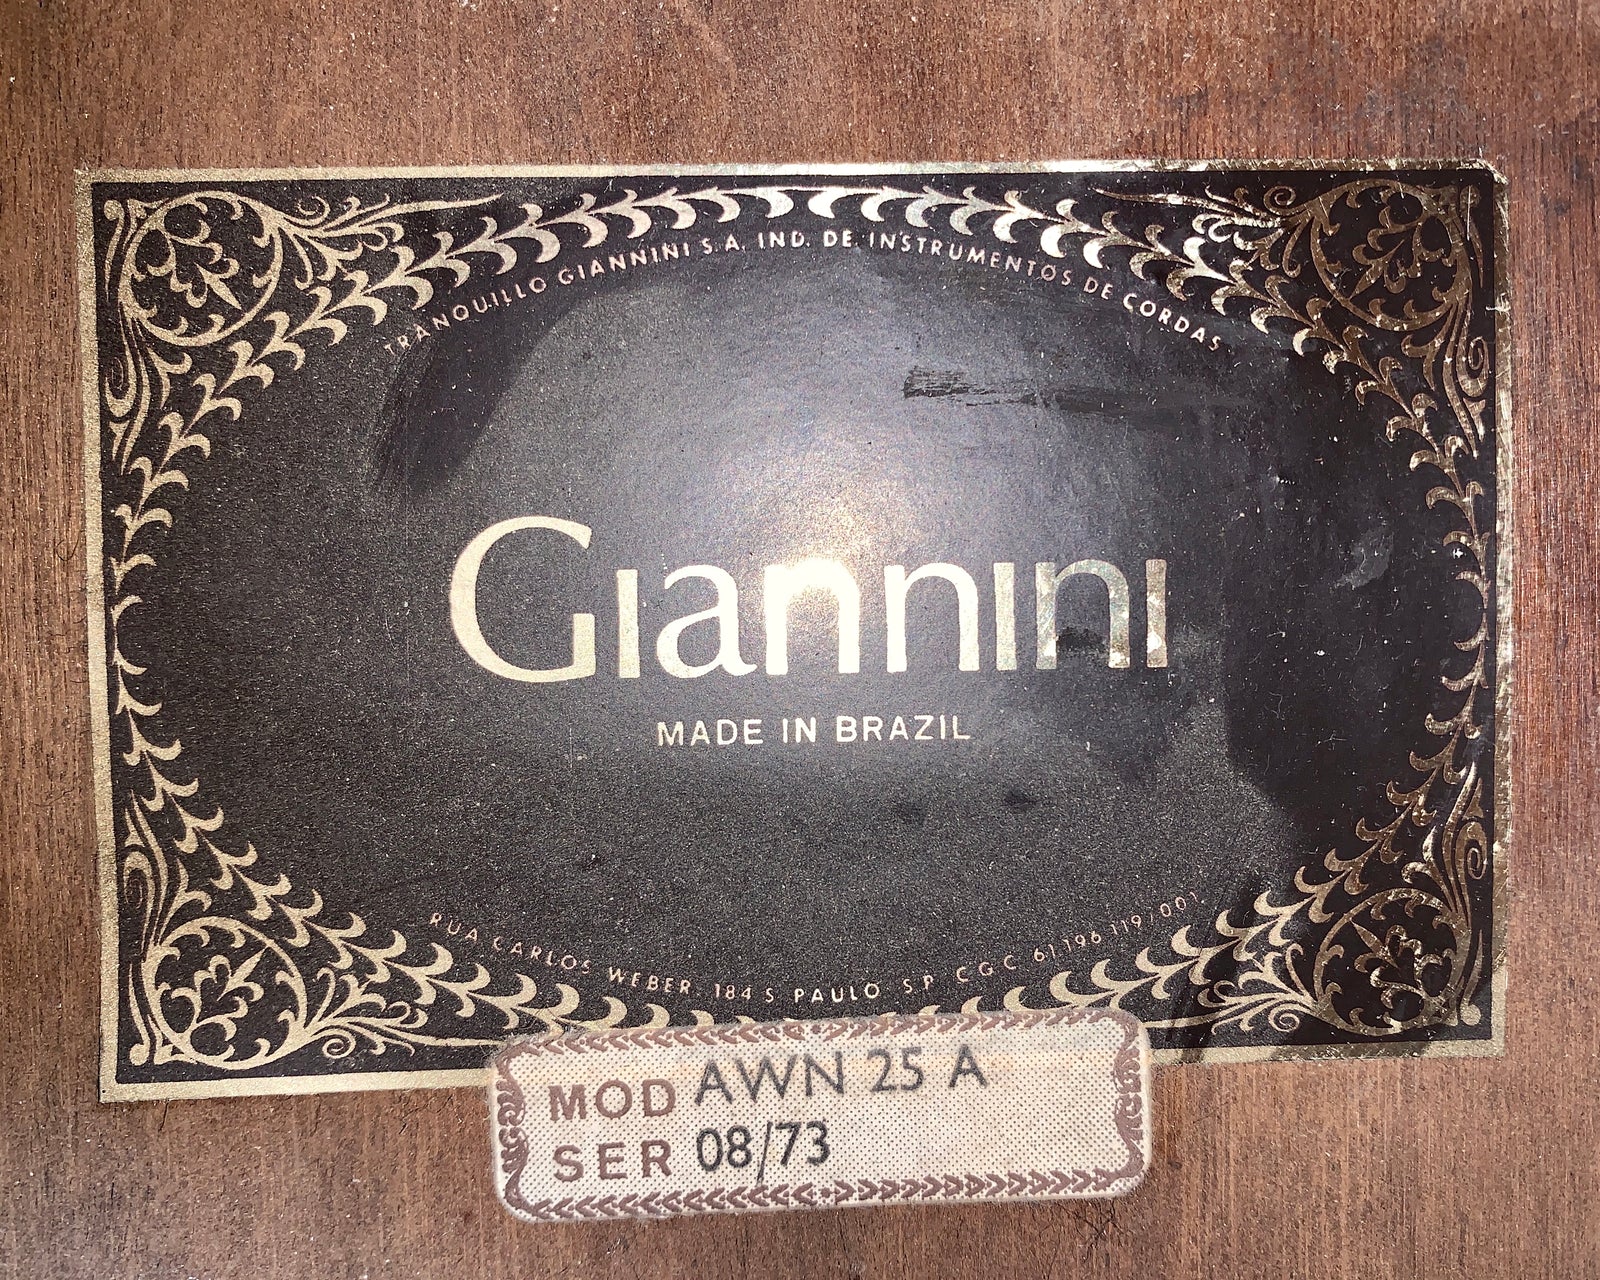 TRANQUILLO GIANNINI S.A. IND. DE INSTRUMENTOS DE CORDAS
Giannini
MADE IN BRAZIL
RUA CARLOS WEBER 184 S PAULO S.P. C G C 61 196 119/001
MOD AWN 25 A
SER 08/73